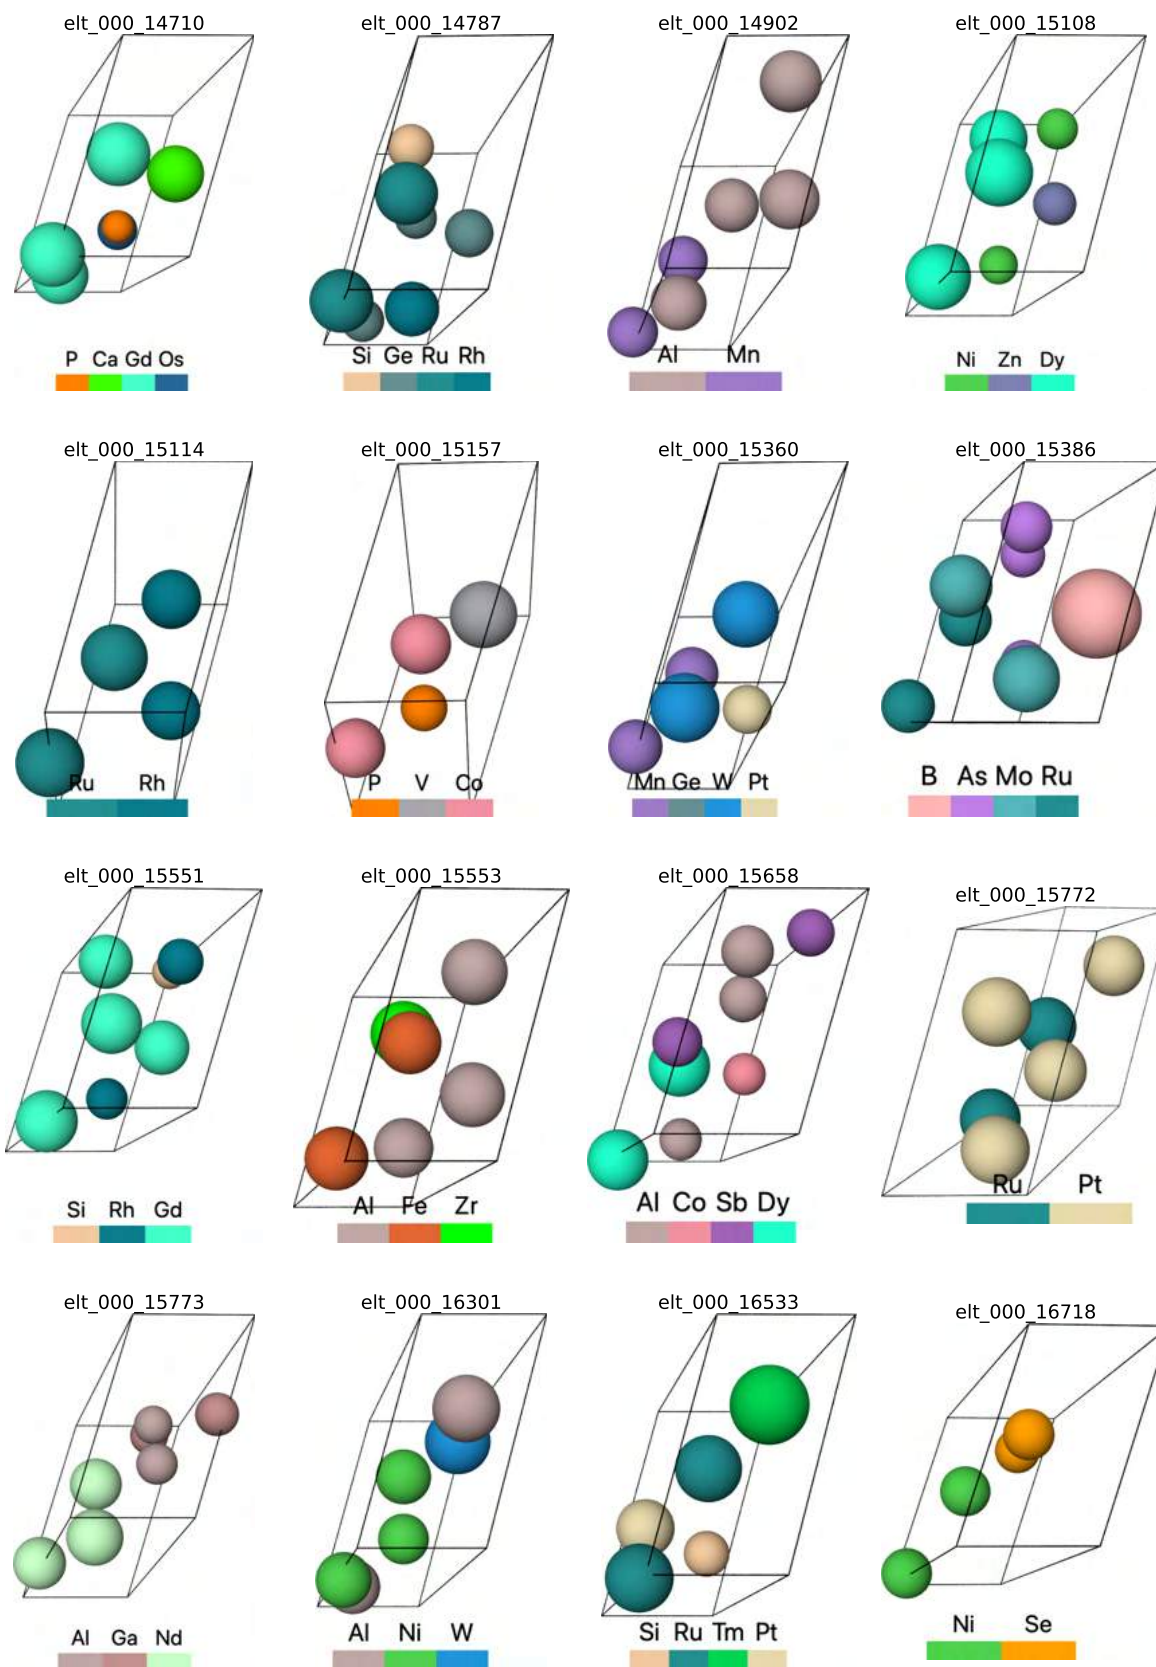 elt_000_14710 elt_000_14787 elt_000_14902 elt_000_15108
P Ca Gd Os Si Ge Ru Rh Al Mn Ni Zn Dy
elt_000_15114 elt_000_15157 elt_000_15360 elt_000_15386
Ru Rh P V Co Mn Ge W Pt B As Mo Ru
elt_000_15551 elt_000_15553 elt_000_15658 elt_000_15772
Si Rh Gd Al Fe Zr Al Co Sb Dy Ru Pt
elt_000_15773 elt_000_16301 elt_000_16533 elt_000_16718
Al Ga Nd Al Ni W Si Ru Tm Pt Ni Se